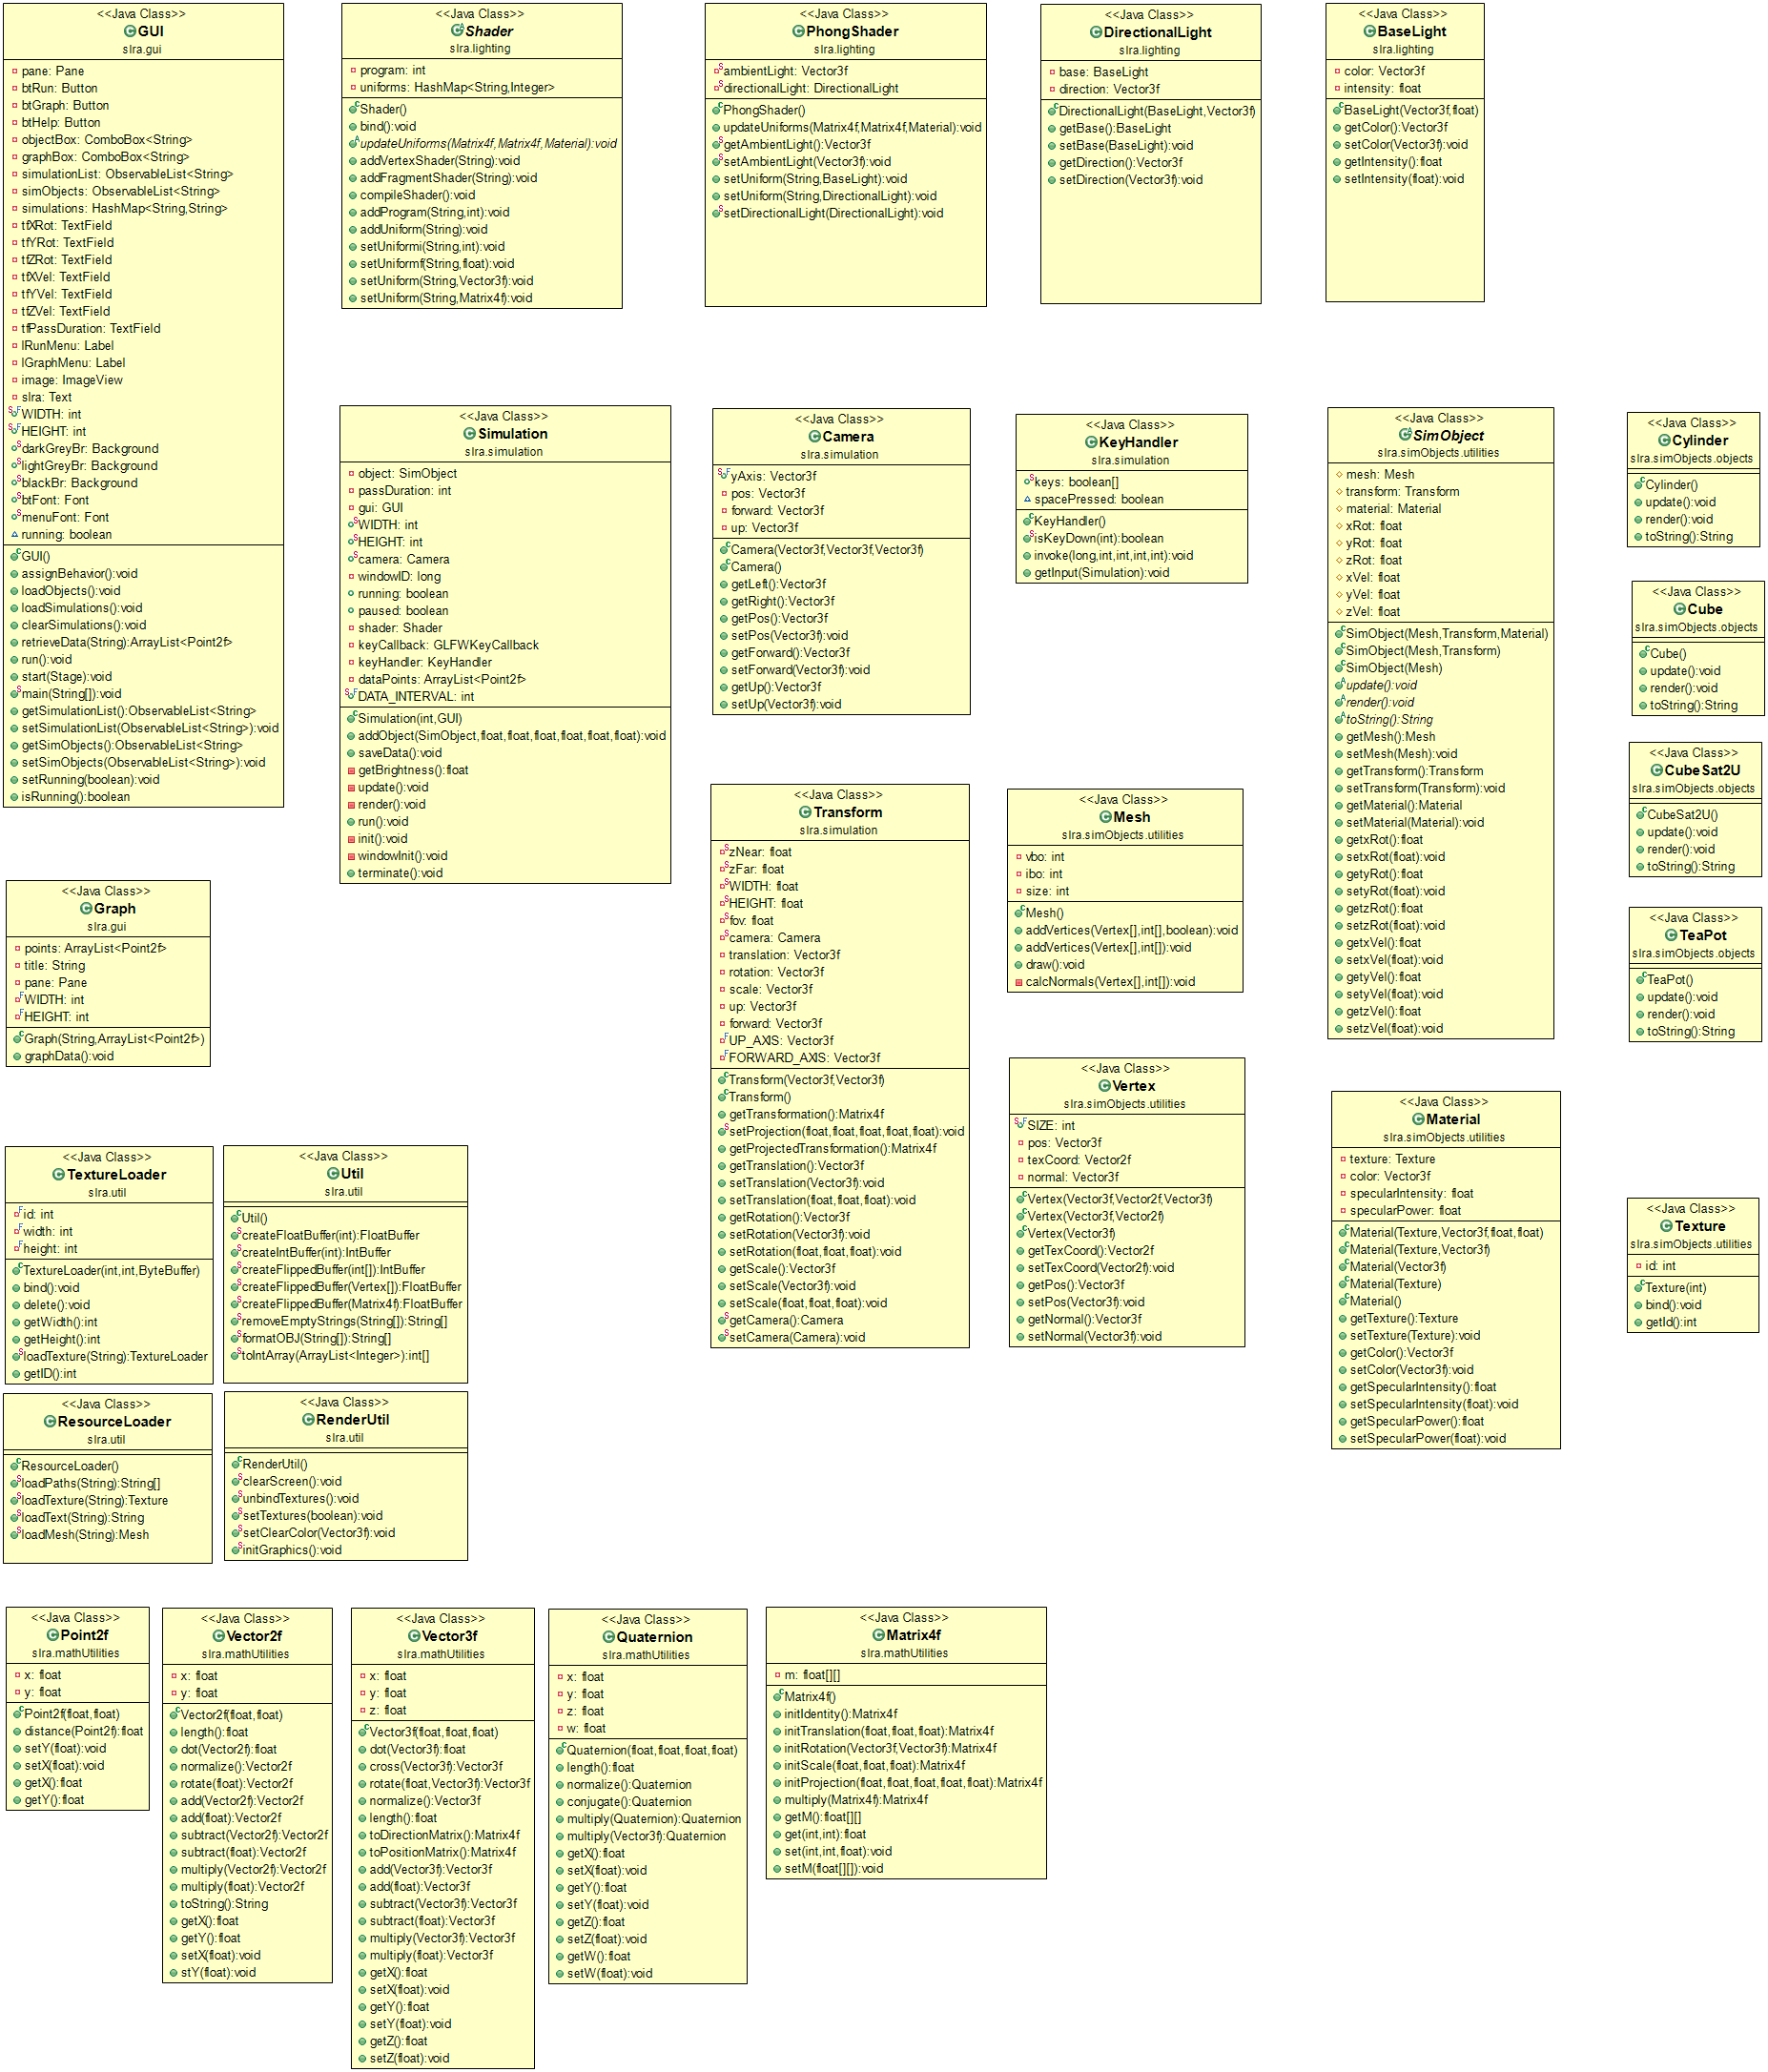 <<Java Class>>
GUI
slra.gui
pane: Pane
btRun: Button
btGraph: Button
btHelp: Button
objectBox: ComboBox<String>
graphBox: ComboBox<String>
simulationList: ObservableList<String>
simObjects: ObservableList<String>
simulations: HashMap<String,String>
tfXRot: TextField
tfYRot: TextField
tfZRot: TextField
tfXVel: TextField
tfYVel: TextField
tfZVel: TextField
tfPassDuration: TextField
lRunMenu: Label
lGraphMenu: Label
image: ImageView
slra: Text
WIDTH: int
HEIGHT: int
darkGreyBr: Background
lightGreyBr: Background
blackBr: Background
btFont: Font
menuFont: Font
running: boolean
GUI()
assignBehavior():void
loadObjects():void
loadSimulations():void
clearSimulations():void
retrieveData(String):ArrayList<Point2f>
run():void
start(Stage):void
main(String[]):void
getSimulationList():ObservableList<String>
setSimulationList(ObservableList<String>):void
getSimObjects():ObservableList<String>
setSimObjects(ObservableList<String>):void
setRunning(boolean):void
isRunning():boolean
<<Java Class>>
Shader
slra.lighting
program: int
uniforms: HashMap<String,Integer>
Shader()
bind():void
updateUniforms(Matrix4f,Matrix4f,Material):void
addVertexShader(String):void
addFragmentShader(String):void
compileShader():void
addProgram(String,int):void
addUniform(String):void
setUniformi(String,int):void
setUniformf(String,float):void
setUniform(String,Vector3f):void
setUniform(String,Matrix4f):void
<<Java Class>>
PhongShader
slra.lighting
ambientLight: Vector3f
directionalLight: DirectionalLight
PhongShader()
updateUniforms(Matrix4f,Matrix4f,Material):void
getAmbientLight():Vector3f
setAmbientLight(Vector3f):void
setUniform(String,BaseLight):void
setUniform(String,DirectionalLight):void
setDirectionalLight(DirectionalLight):void
<<Java Class>>
DirectionalLight
slra.lighting
base: BaseLight
direction: Vector3f
DirectionalLight(BaseLight,Vector3f)
getBase():BaseLight
setBase(BaseLight):void
getDirection():Vector3f
setDirection(Vector3f):void
<<Java Class>>
BaseLight
slra.lighting
color: Vector3f
intensity: float
BaseLight(Vector3f,float)
getColor():Vector3f
setColor(Vector3f):void
getIntensity():float
setIntensity(float):void
<<Java Class>>
Simulation
slra.simulation
object: SimObject
passDuration: int
gui: GUI
WIDTH: int
HEIGHT: int
camera: Camera
windowID: long
running: boolean
paused: boolean
shader: Shader
keyCallback: GLFWKeyCallback
keyHandler: KeyHandler
dataPoints: ArrayList<Point2f>
DATA_INTERVAL: int
Simulation(int,GUI)
addObject(SimObject,float,float,float,float,float,float):void
saveData():void
getBrightness():float
update():void
render():void
run():void
init():void
windowInit():void
terminate():void
<<Java Class>>
Camera
slra.simulation
yAxis: Vector3f
pos: Vector3f
forward: Vector3f
up: Vector3f
Camera(Vector3f,Vector3f,Vector3f)
Camera()
getLeft():Vector3f
getRight():Vector3f
getPos():Vector3f
setPos(Vector3f):void
getForward():Vector3f
setForward(Vector3f):void
getUp():Vector3f
setUp(Vector3f):void
<<Java Class>>
KeyHandler
slra.simulation
keys: boolean[]
spacePressed: boolean
KeyHandler()
isKeyDown(int):boolean
invoke(long,int,int,int,int):void
getInput(Simulation):void
<<Java Class>>
SimObject
slra.simObjects.utilities
mesh: Mesh
transform: Transform
material: Material
xRot: float
yRot: float
zRot: float
xVel: float
yVel: float
zVel: float
SimObject(Mesh,Transform,Material)
SimObject(Mesh,Transform)
SimObject(Mesh)
update():void
render():void
toString():String
getMesh():Mesh
setMesh(Mesh):void
getTransform():Transform
setTransform(Transform):void
getMaterial():Material
setMaterial(Material):void
getxRot():float
setxRot(float):void
getyRot():float
setyRot(float):void
getzRot():float
setzRot(float):void
getxVel():float
setxVel(float):void
getyVel():float
setyVel(float):void
getzVel():float
setzVel(float):void
<<Java Class>>
Cylinder
slra.simObjects.objects
Cylinder()
update():void
render():void
toString():String
<<Java Class>>
Cube
slra.simObjects.objects
Cube()
update():void
render():void
toString():String
<<Java Class>>
CubeSat2U
slra.simObjects.objects
CubeSat2U()
update():void
render():void
toString():String
<<Java Class>>
TeaPot
slra.simObjects.objects
TeaPot()
update():void
render():void
toString():String
<<Java Class>>
Graph
slra.gui
points: ArrayList<Point2f>
title: String
pane: Pane
WIDTH: int
HEIGHT: int
Graph(String,ArrayList<Point2f>)
graphData():void
<<Java Class>>
Transform
slra.simulation
zNear: float
zFar: float
WIDTH: float
HEIGHT: float
fov: float
camera: Camera
translation: Vector3f
rotation: Vector3f
scale: Vector3f
up: Vector3f
forward: Vector3f
UP_AXIS: Vector3f
FORWARD_AXIS: Vector3f
Transform(Vector3f,Vector3f)
Transform()
getTransformation():Matrix4f
setProjection(float,float,float,float,float):void
getProjectedTransformation():Matrix4f
getTranslation():Vector3f
setTranslation(Vector3f):void
setTranslation(float,float,float):void
getRotation():Vector3f
setRotation(Vector3f):void
setRotation(float,float,float):void
getScale():Vector3f
setScale(Vector3f):void
setScale(float,float,float):void
getCamera():Camera
setCamera(Camera):void
<<Java Class>>
Mesh
slra.simObjects.utilities
vbo: int
ibo: int
size: int
Mesh()
addVertices(Vertex[],int[],boolean):void
addVertices(Vertex[],int[]):void
draw():void
calcNormals(Vertex[],int[]):void
<<Java Class>>
Vertex
slra.simObjects.utilities
SIZE: int
pos: Vector3f
texCoord: Vector2f
normal: Vector3f
Vertex(Vector3f,Vector2f,Vector3f)
Vertex(Vector3f,Vector2f)
Vertex(Vector3f)
getTexCoord():Vector2f
setTexCoord(Vector2f):void
getPos():Vector3f
setPos(Vector3f):void
getNormal():Vector3f
setNormal(Vector3f):void
<<Java Class>>
Material
slra.simObjects.utilities
texture: Texture
color: Vector3f
specularIntensity: float
specularPower: float
Material(Texture,Vector3f,float,float)
Material(Texture,Vector3f)
Material(Vector3f)
Material(Texture)
Material()
getTexture():Texture
setTexture(Texture):void
getColor():Vector3f
setColor(Vector3f):void
getSpecularIntensity():float
setSpecularIntensity(float):void
getSpecularPower():float
setSpecularPower(float):void
<<Java Class>>
Texture
slra.simObjects.utilities
id: int
Texture(int)
bind():void
getId():int
<<Java Class>>
TextureLoader
slra.util
id: int
width: int
height: int
TextureLoader(int,int,ByteBuffer)
bind():void
delete():void
getWidth():int
getHeight():int
loadTexture(String):TextureLoader
getID():int
<<Java Class>>
Util
slra.util
Util()
createFloatBuffer(int):FloatBuffer
createIntBuffer(int):IntBuffer
createFlippedBuffer(int[]):IntBuffer
createFlippedBuffer(Vertex[]):FloatBuffer
createFlippedBuffer(Matrix4f):FloatBuffer
removeEmptyStrings(String[]):String[]
formatOBJ(String[]):String[]
toIntArray(ArrayList<Integer>):int[]
<<Java Class>>
ResourceLoader
slra.util
ResourceLoader()
loadPaths(String):String[]
loadTexture(String):Texture
loadText(String):String
loadMesh(String):Mesh
<<Java Class>>
RenderUtil
slra.util
RenderUtil()
clearScreen():void
unbindTextures():void
setTextures(boolean):void
setClearColor(Vector3f):void
initGraphics():void
<<Java Class>>
Point2f
slra.mathUtilities
x: float
y: float
Point2f(float,float)
distance(Point2f):float
setY(float):void
setX(float):void
getX():float
getY():float
<<Java Class>>
Vector2f
slra.mathUtilities
x: float
y: float
Vector2f(float,float)
length():float
dot(Vector2f):float
normalize():Vector2f
rotate(float):Vector2f
add(Vector2f):Vector2f
add(float):Vector2f
subtract(Vector2f):Vector2f
subtract(float):Vector2f
multiply(Vector2f):Vector2f
multiply(float):Vector2f
toString():String
getX():float
getY():float
setX(float):void
stY(float):void
<<Java Class>>
Vector3f
slra.mathUtilities
x: float
y: float
z: float
Vector3f(float,float,float)
dot(Vector3f):float
cross(Vector3f):Vector3f
rotate(float,Vector3f):Vector3f
normalize():Vector3f
length():float
toDirectionMatrix():Matrix4f
toPositionMatrix():Matrix4f
add(Vector3f):Vector3f
add(float):Vector3f
subtract(Vector3f):Vector3f
subtract(float):Vector3f
multiply(Vector3f):Vector3f
multiply(float):Vector3f
getX():float
setX(float):void
getY():float
setY(float):void
getZ():float
setZ(float):void
<<Java Class>>
Quaternion
slra.mathUtilities
x: float
y: float
z: float
w: float
Quaternion(float,float,float,float)
length():float
normalize():Quaternion
conjugate():Quaternion
multiply(Quaternion):Quaternion
multiply(Vector3f):Quaternion
getX():float
setX(float):void
getY():float
setY(float):void
getZ():float
setZ(float):void
getW():float
setW(float):void
<<Java Class>>
Matrix4f
slra.mathUtilities
m: float[][]
Matrix4f()
initIdentity():Matrix4f
initTranslation(float,float,float):Matrix4f
initRotation(Vector3f,Vector3f):Matrix4f
initScale(float,float,float):Matrix4f
initProjection(float,float,float,float,float):Matrix4f
multiply(Matrix4f):Matrix4f
getM():float[][]
get(int,int):float
set(int,int,float):void
setM(float[][]):void